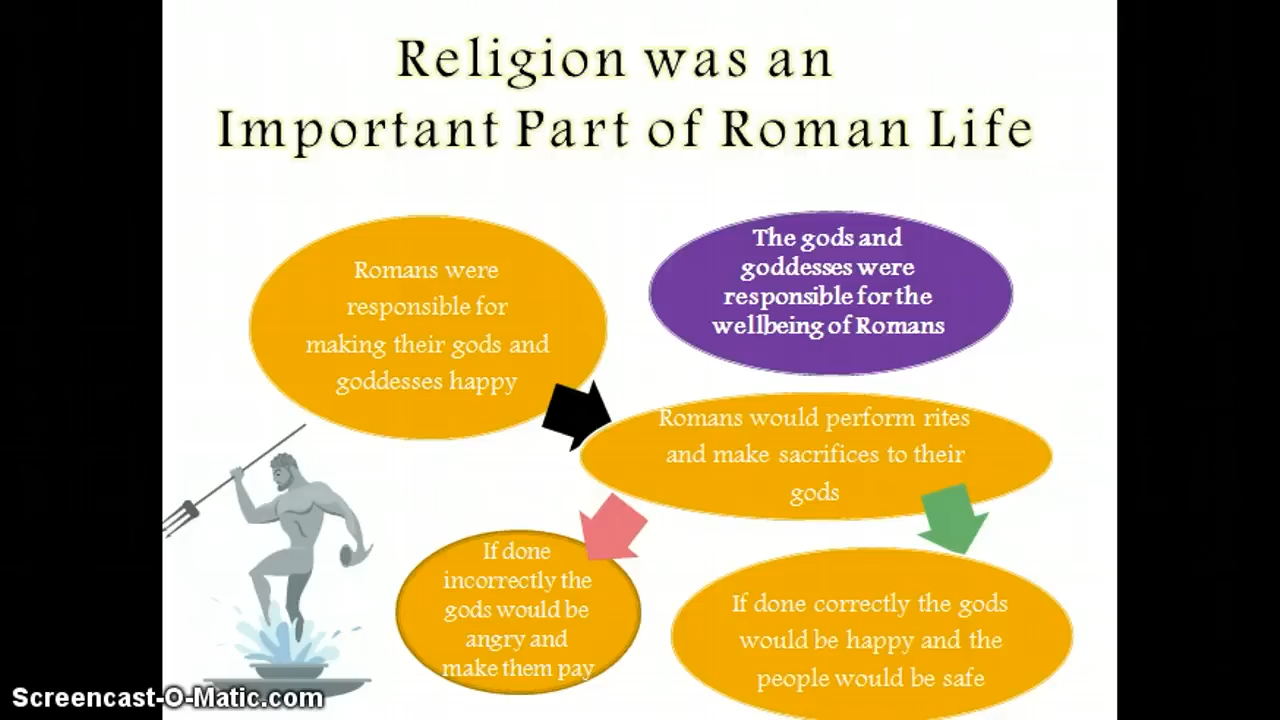 Religion was an
Important Part of Roman Life
Romans were
responsible for
making their gods and
goddesses happy
The gods and
goddesses were
responsible for the
wellbeing of Romans
Romans would perform rites
and make sacrifices to their
gods
If done
incorrectly the
gods would be
angry and
make them pay
If done correctly the gods
would be happy and the
people would be safe
Screencast-O-Matic.com